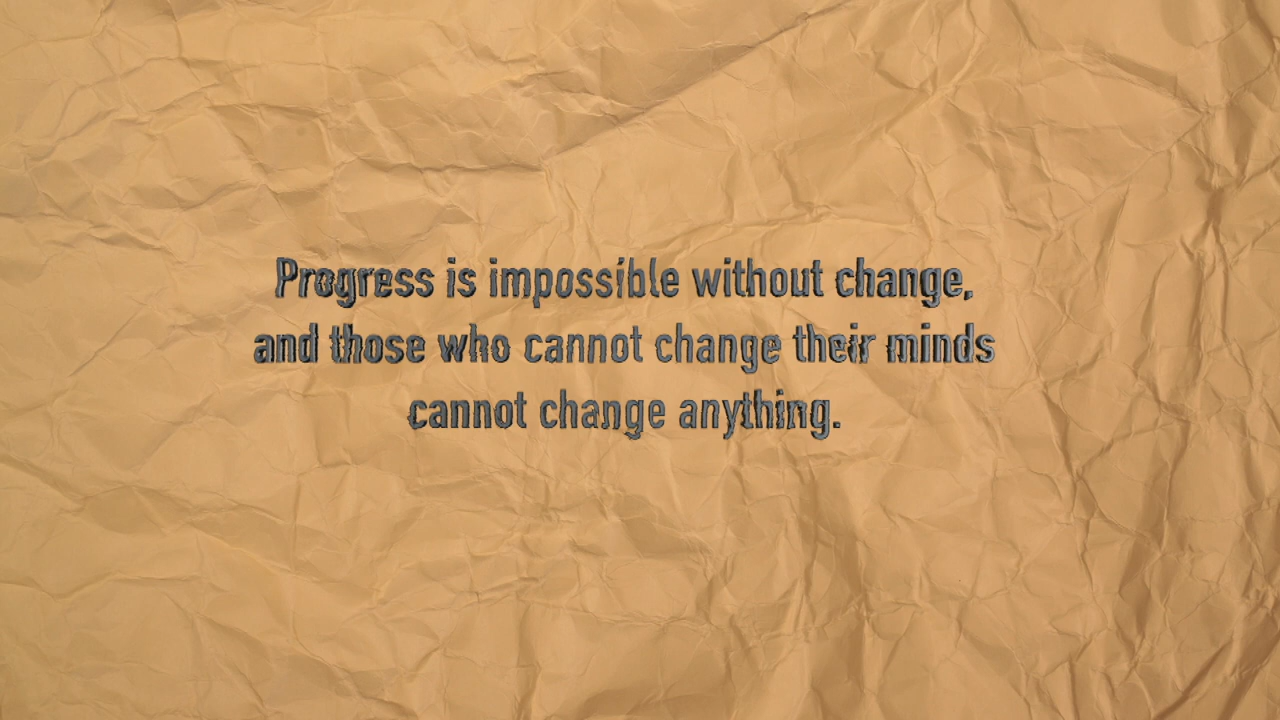 Progress is impossible without change,
and those who cannot change their minds
cannot change anything.